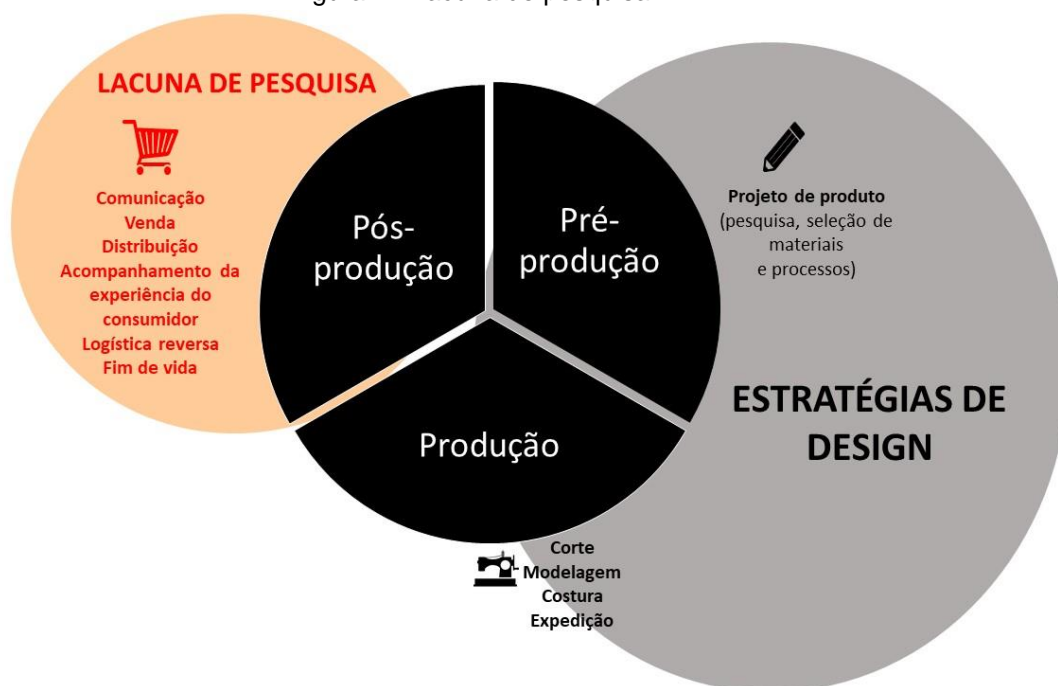 LACUNA DE PESQUISA
Comunicação
Venda
Distribuição
Acompanhamento da
experiência do
consumidor
Logística reversa
Fim de vida
Pós-
produção
Pré-
produção
Projeto de produto
(pesquisa, seleção de
materiais
e processos)
ESTRATÉGIAS DE
DESIGN
Produção
Corte
Modelagem
Costura
Expedição